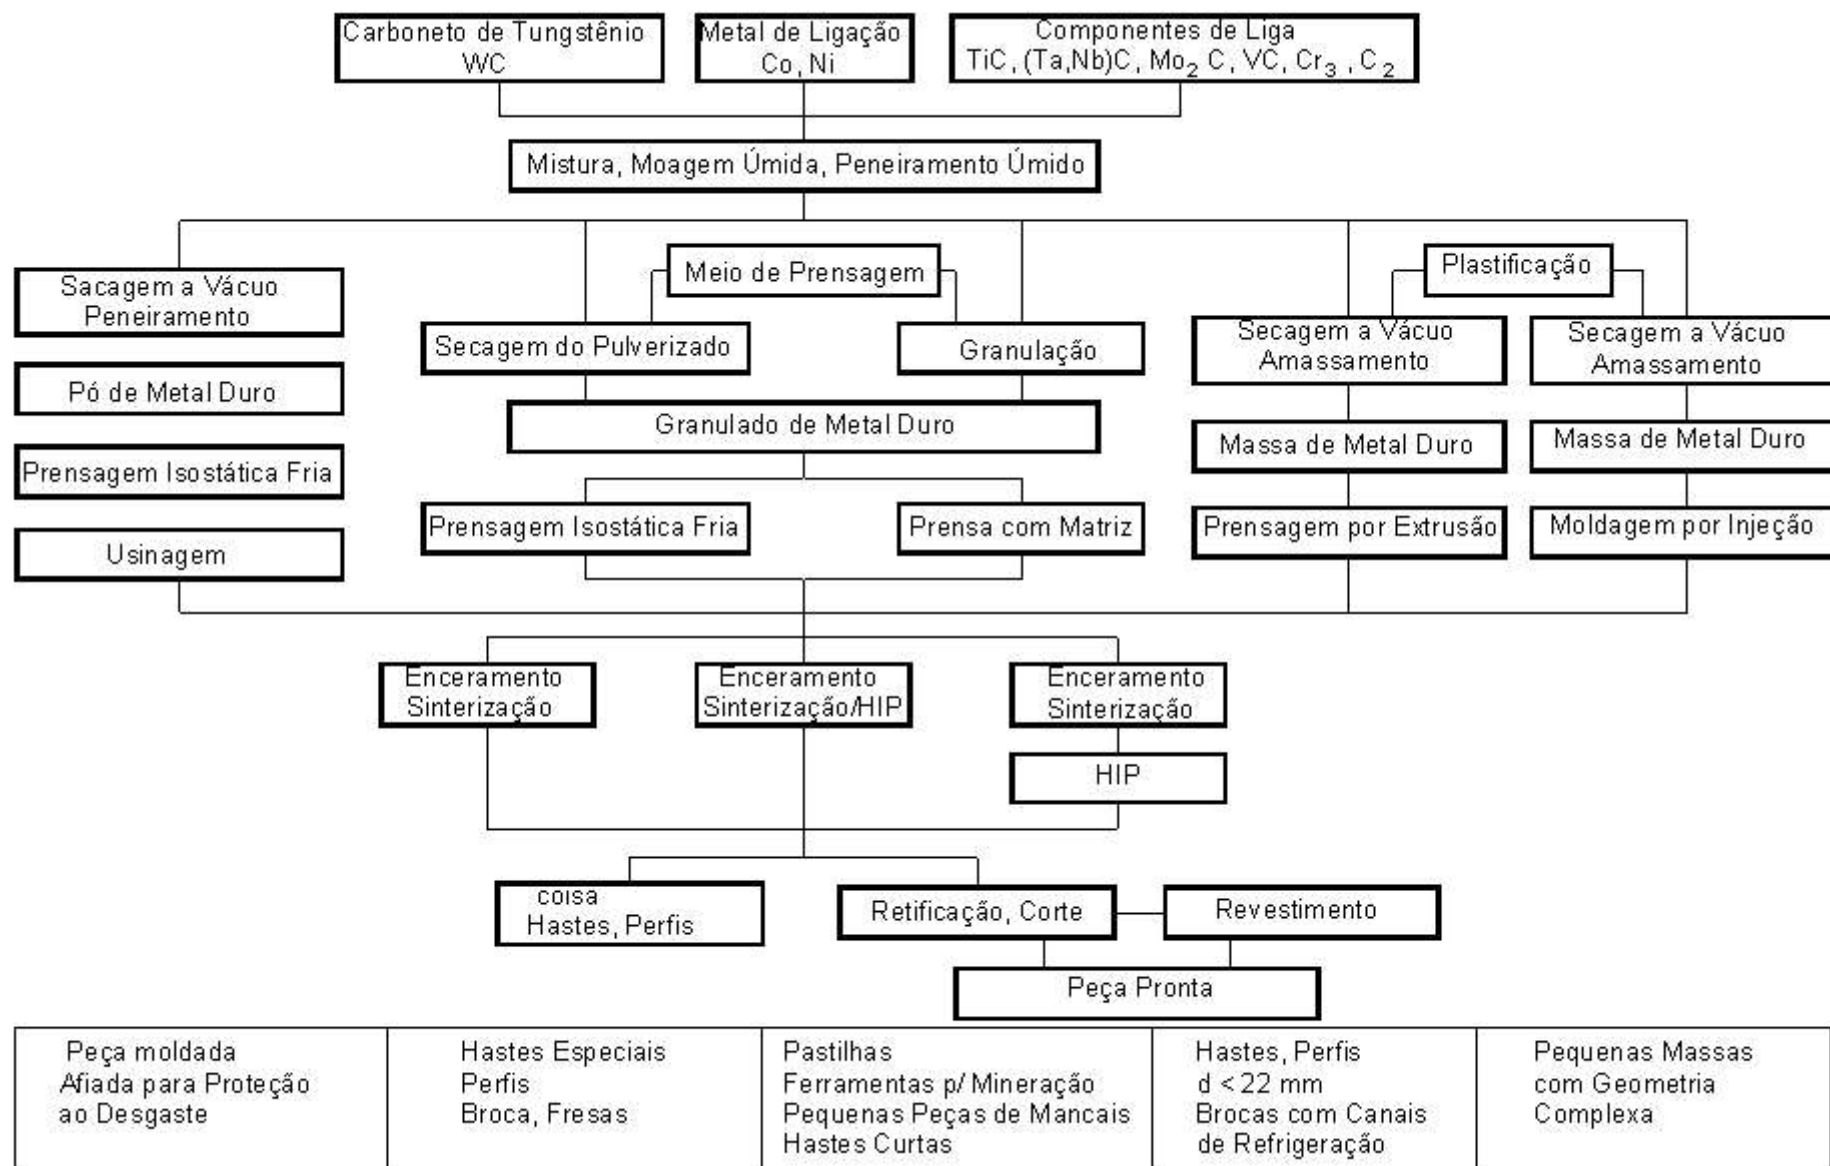 Carboneto de Tungstênio
WC
Metal de Ligação
Co, Ni
Componentes de Liga
TiC, (Ta,Nb)C, Mo₂ C, VC, Cr₃ , C₂
Mistura, Moagem Úmida, Peneiramento Úmido
Sacagem a Vácuo
Peneiramento
Meio de Prensagem
Plastificação
Secagem do Pulverizado
Granulação
Secagem a Vácuo
Amassamento
Secagem a Vácuo
Amassamento
Pó de Metal Duro
Granulado de Metal Duro
Massa de Metal Duro
Massa de Metal Duro
Prensagem Isostática Fria
Prensagem Isostática Fria
Prensa com Matriz
Prensagem por Extrusão
Moldagem por Injeção
Usinagem
Enceramento
Sinterização
Enceramento
Sinterização/HIP
Enceramento
Sinterização
HIP
coisa
Hastes, Perfis
Retificação, Corte
Revestimento
Peça Pronta
Peça moldada
Afiada para Proteção
ao Desgaste
Hastes Especiais
Perfis
Broca, Fresas
Pastilhas
Ferramentas p/ Mineração
Pequenas Peças de Mancais
Hastes Curtas
Hastes, Perfis
d < 22 mm
Brocas com Canais
de Refrigeração
Pequenas Massas
com Geometria
Complexa